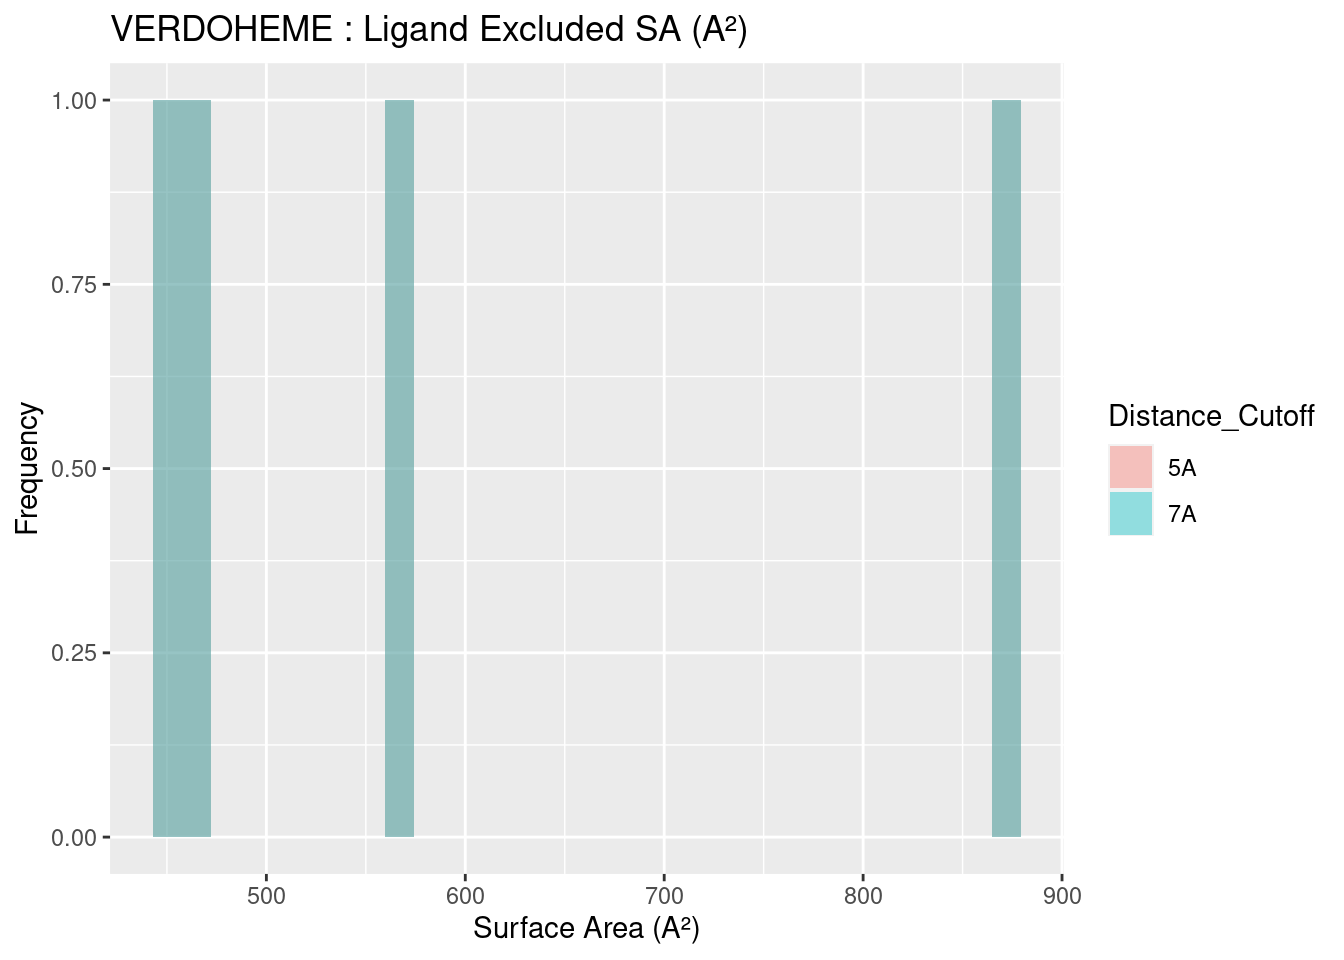 VERDOHEME : Ligand Excluded SA (A²)
1.00
0.75
0.50
0.25
0.00
Frequency
500 600 700 800 900
Surface Area (A²)
Distance_Cutoff
5A
7A